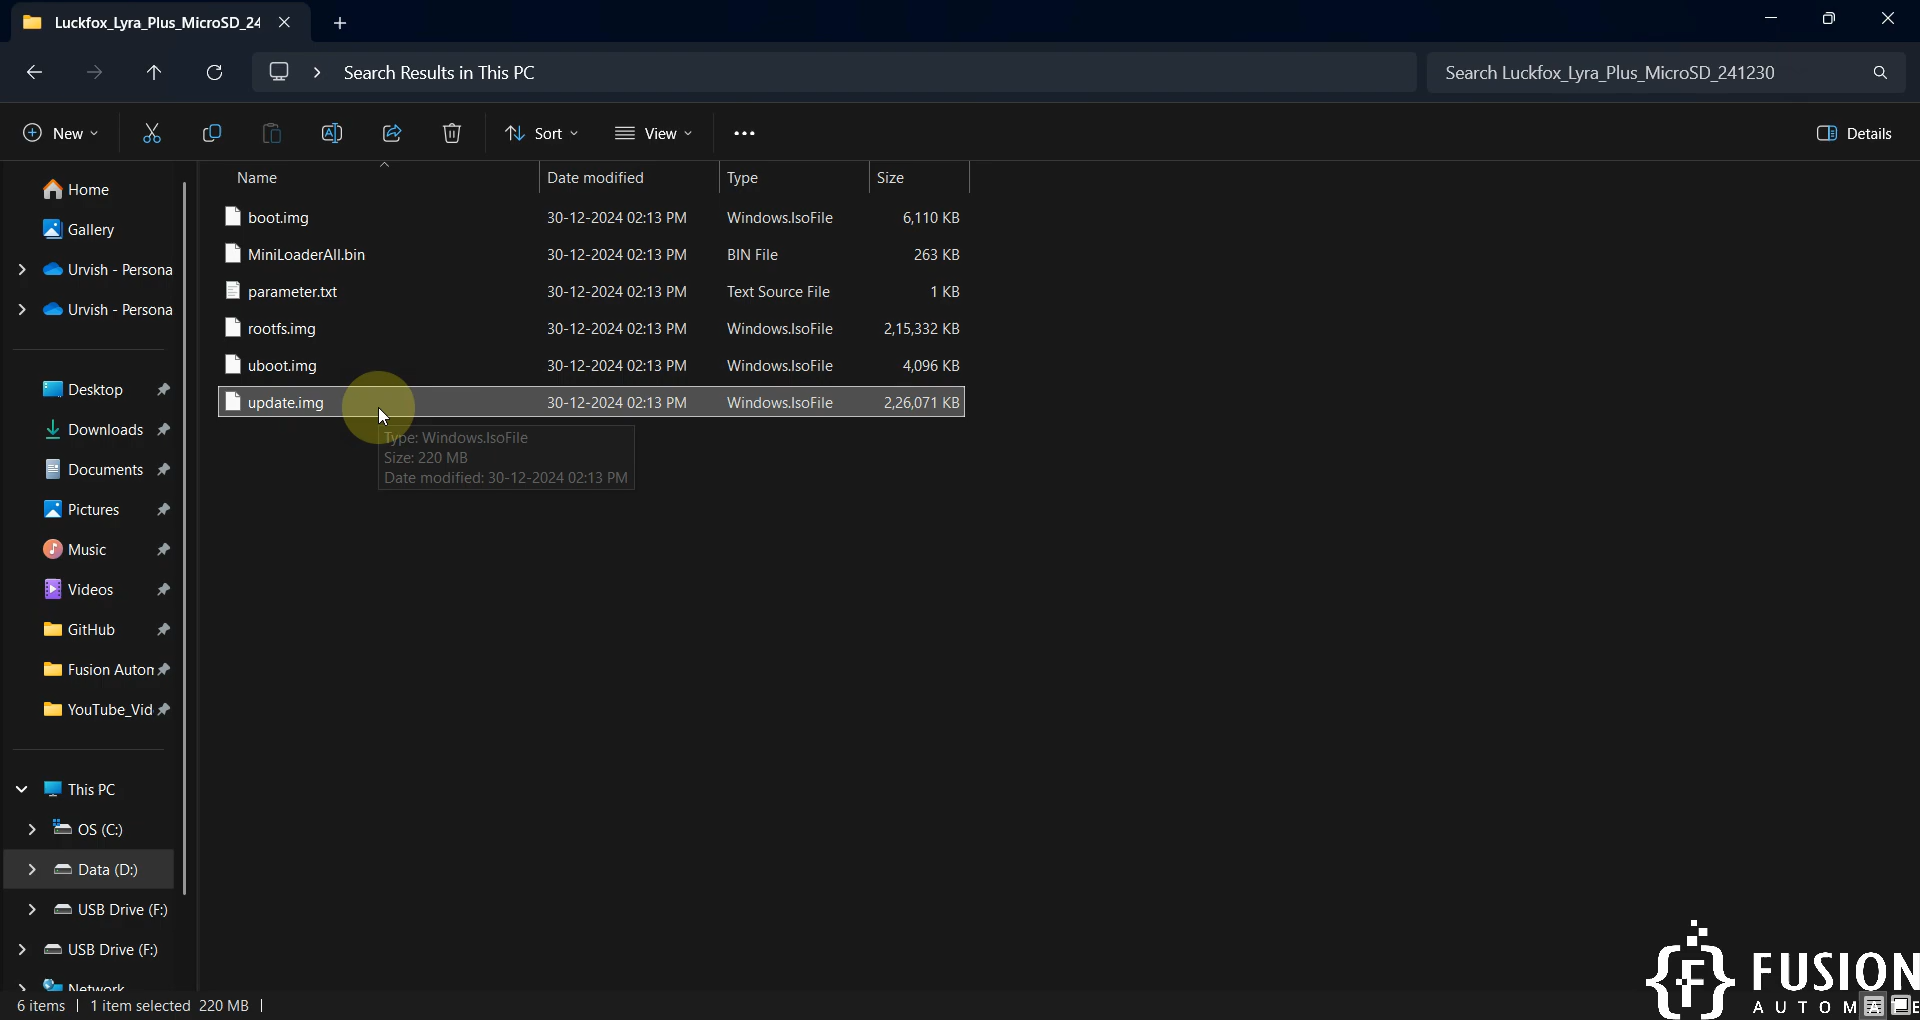 Luckfox_Lyra_Plus_MicroSD_24
Search Results in This PC
Search Luckfox_Lyra_Plus_MicroSD_241230
New
Sort
View
Details
Name Date modified Type Size
boot.img 30-12-2024 02:13 PM Windows.IsoFile 6,110 KB
MiniLoaderAll.bin 30-12-2024 02:13 PM BIN File 263 KB
parameter.txt 30-12-2024 02:13 PM Text Source File 1 KB
rootfs.img 30-12-2024 02:13 PM Windows.IsoFile 2,15,332 KB
uboot.img 30-12-2024 02:13 PM Windows.IsoFile 4,096 KB
update.img 30-12-2024 02:13 PM Windows.IsoFile 2,26,071 KB
Type: Windows.IsoFile
Size: 220 MB
Date modified: 30-12-2024 02:13 PM
Home
Gallery
Urvish - Persona
Urvish - Persona
Desktop
Downloads
Documents
Pictures
Music
Videos
GitHub
Fusion Autom
YouTube_Vid
This PC
OS (C:)
Data (D:)
USB Drive (F:)
USB Drive (F:)
Network
6 items 1 item selected 220 MB
FUSION
AUTOM